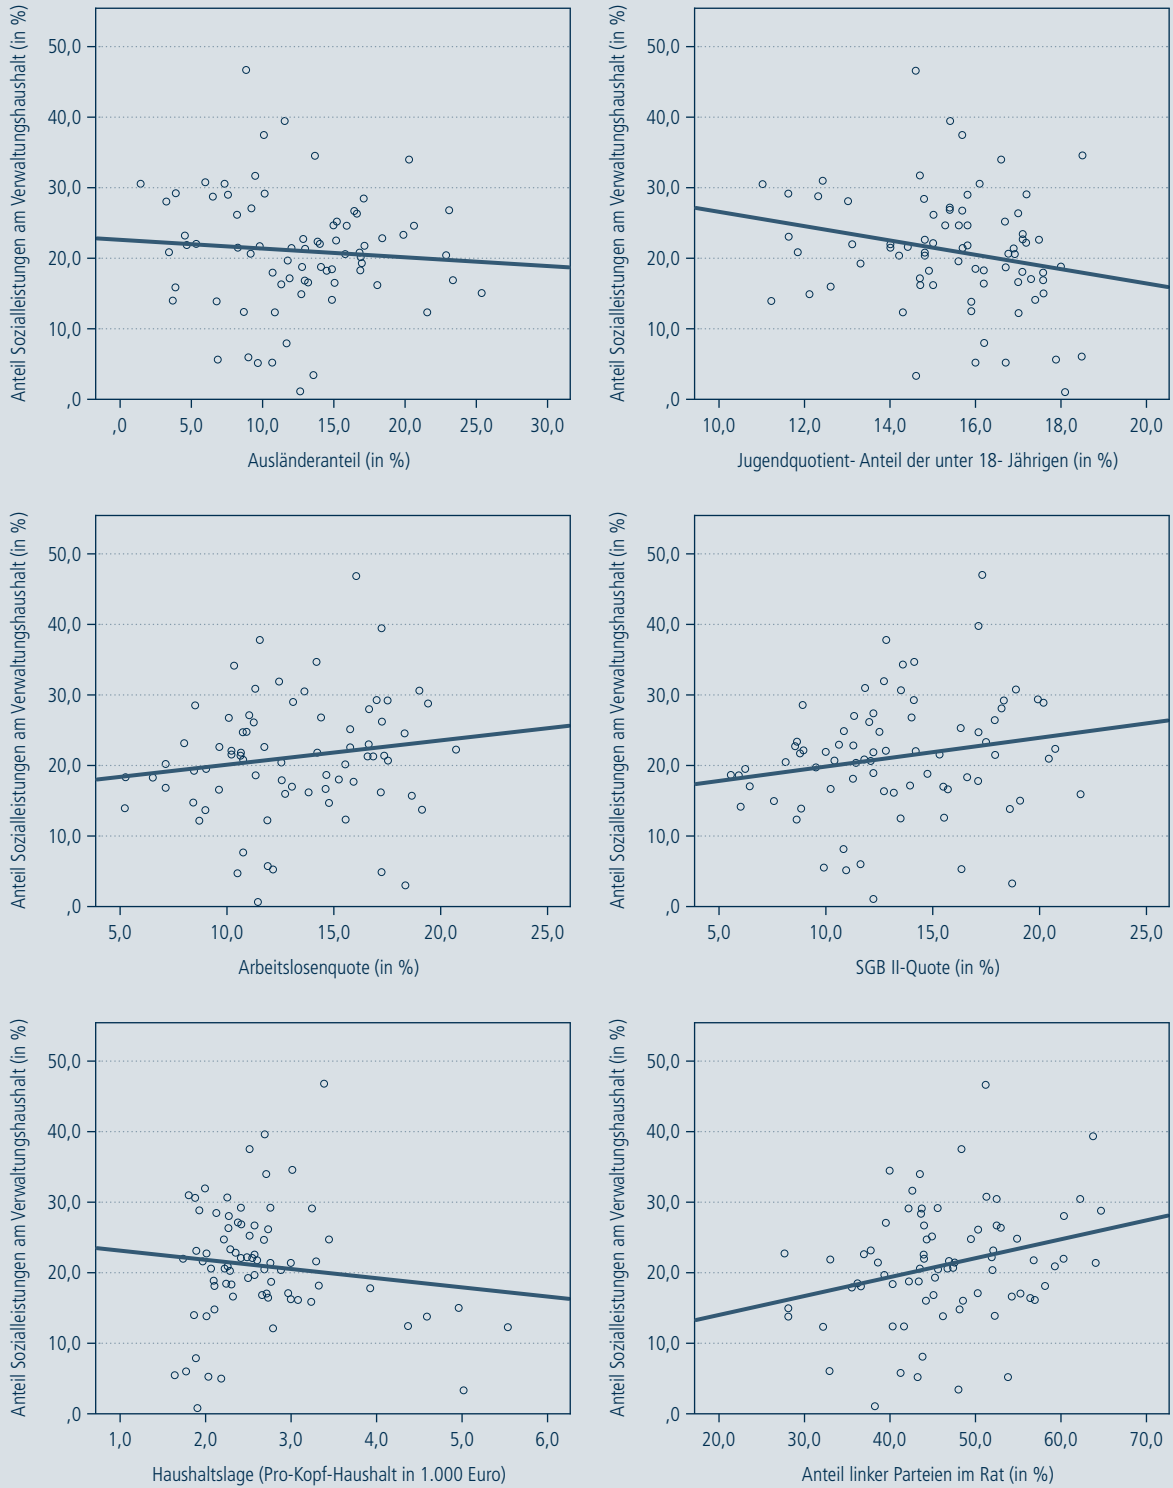 Anteil Sozialleistungen am Verwaltungshaushalt (in %)
50,0
40,0
30,0
20,0
10,0
,0
,0 5,0 10,0 15,0 20,0 25,0 30,0
Ausländeranteil (in %)
Anteil Sozialleistungen am Verwaltungshaushalt (in %)
50,0
40,0
30,0
20,0
10,0
,0
10,0 12,0 14,0 16,0 18,0 20,0
Jugendquotient- Anteil der unter 18- Jährigen (in %)
Anteil Sozialleistungen am Verwaltungshaushalt (in %)
50,0
40,0
30,0
20,0
10,0
,0
5,0 10,0 15,0 20,0 25,0
Arbeitslosenquote (in %)
Anteil Sozialleistungen am Verwaltungshaushalt (in %)
50,0
40,0
30,0
20,0
10,0
,0
5,0 10,0 15,0 20,0 25,0
SGB II-Quote (in %)
Anteil Sozialleistungen am Verwaltungshaushalt (in %)
50,0
40,0
30,0
20,0
10,0
,0
1,0 2,0 3,0 4,0 5,0 6,0
Haushaltslage (Pro-Kopf-Haushalt in 1.000 Euro)
Anteil Sozialleistungen am Verwaltungshaushalt (in %)
50,0
40,0
30,0
20,0
10,0
,0
20,0 30,0 40,0 50,0 60,0 70,0
Anteil linker Parteien im Rat (in %)